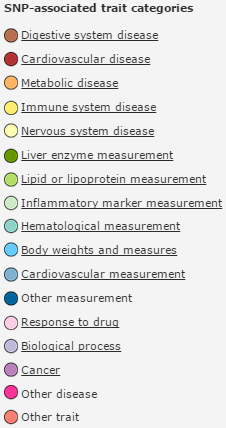 SNP-associated trait categories
Digestive system disease
Cardiovascular disease
Metabolic disease
Immune system disease
Nervous system disease
Liver enzyme measurement
Lipid or lipoprotein measurement
Inflammatory marker measurement
Hematological measurement
Body weights and measures
Cardiovascular measurement
Other measurement
Response to drug
Biological process
Cancer
Other disease
Other trait